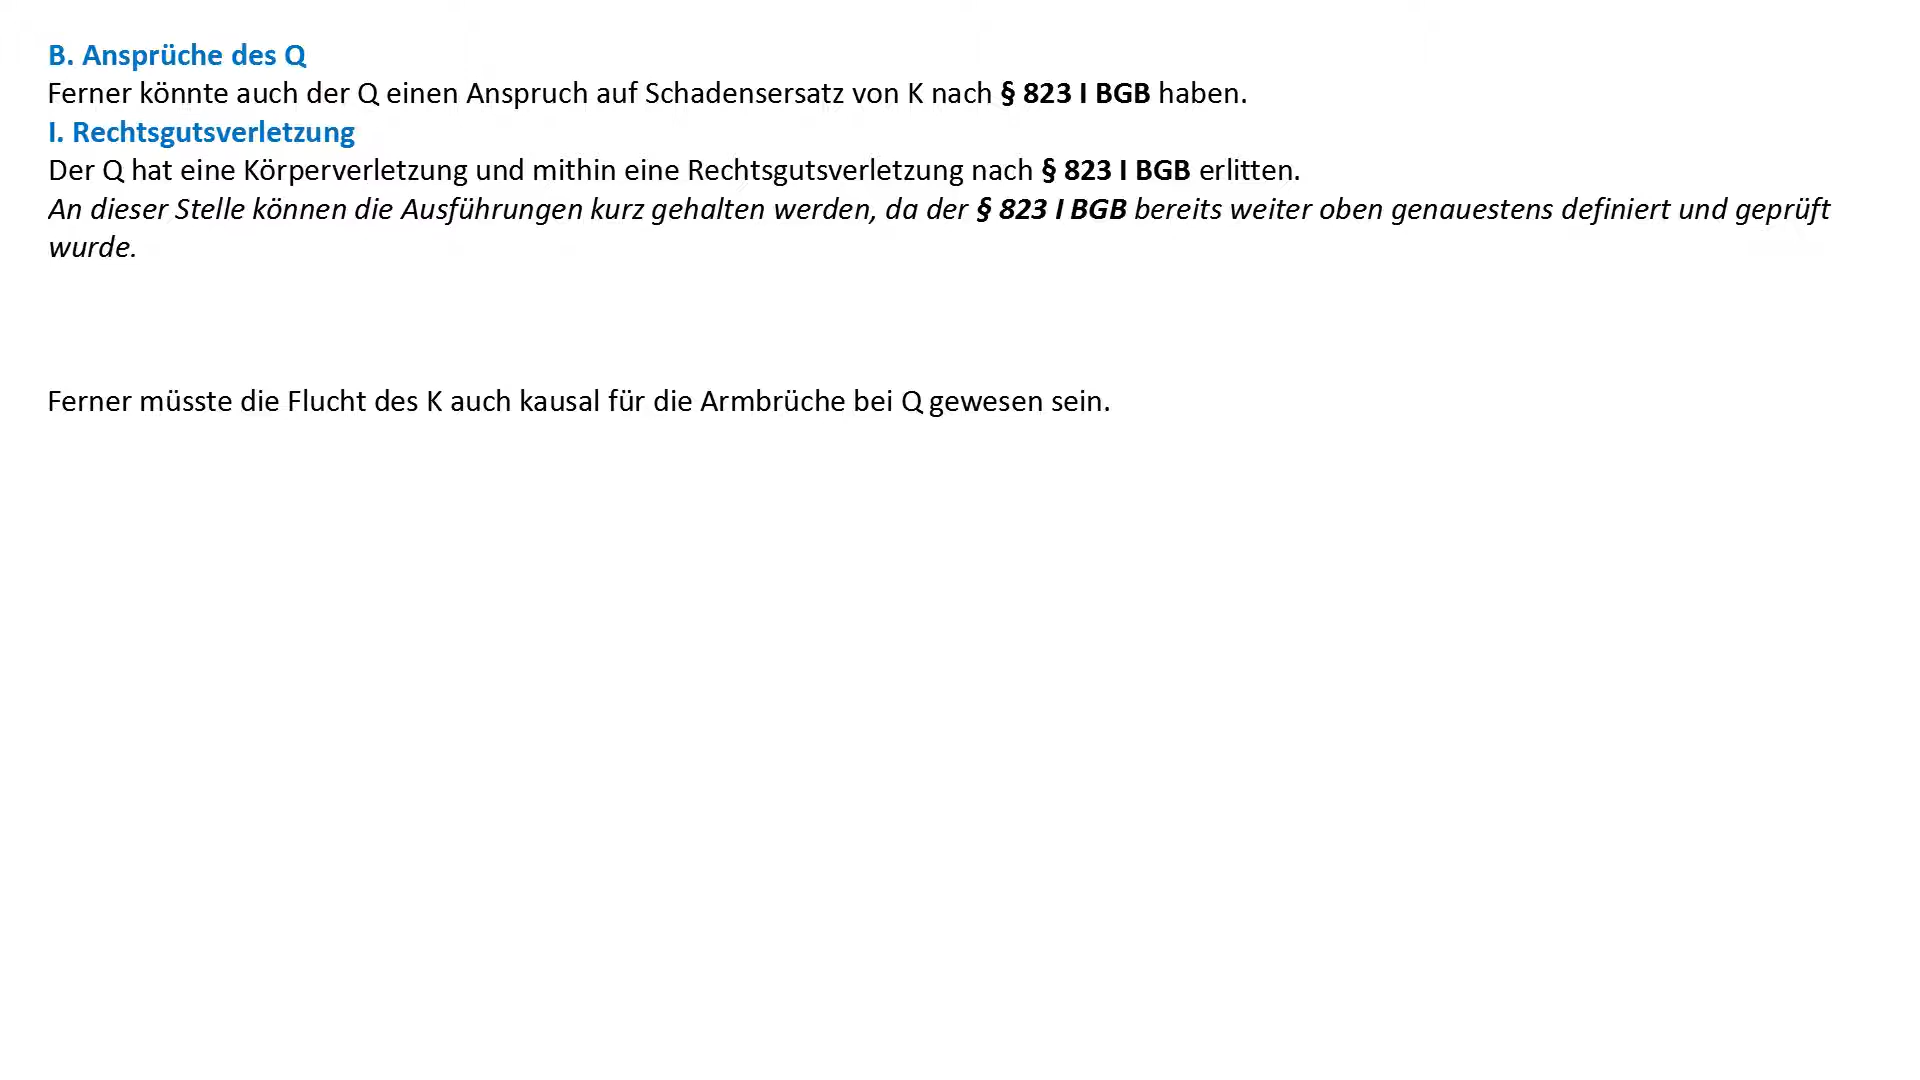 B. Ansprüche des Q
Ferner könnte auch der Q einen Anspruch auf Schadensersatz von K nach § 823 I BGB haben.
I. Rechtsgutsverletzung
Der Q hat eine Körperverletzung und mithin eine Rechtsgutsverletzung nach § 823 I BGB erlitten.
An dieser Stelle können die Ausführungen kurz gehalten werden, da der § 823 I BGB bereits weiter oben genauestens definiert und geprüft
wurde.
Ferner müsste die Flucht des K auch kausal für die Armbrüche bei Q gewesen sein.